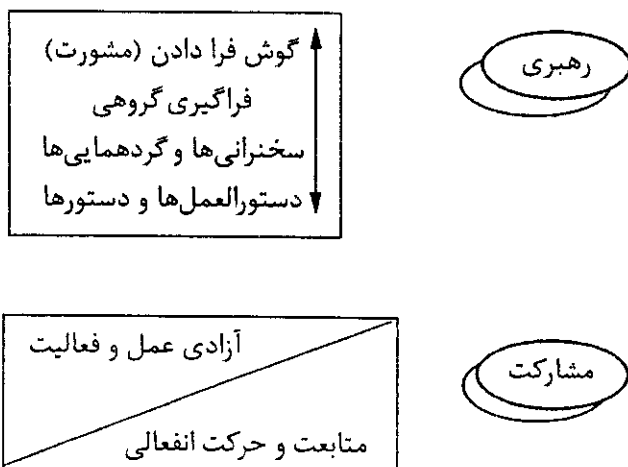 رهبری
گوش فرا دادن (مشورت)
فراگیری گروهی
سخنرانی‌ها و گردهمایی‌ها
دستورالعمل‌ها و دستورها
مشارکت
آزادی عمل و فعالیت
متابعت و حرکت انفعالی